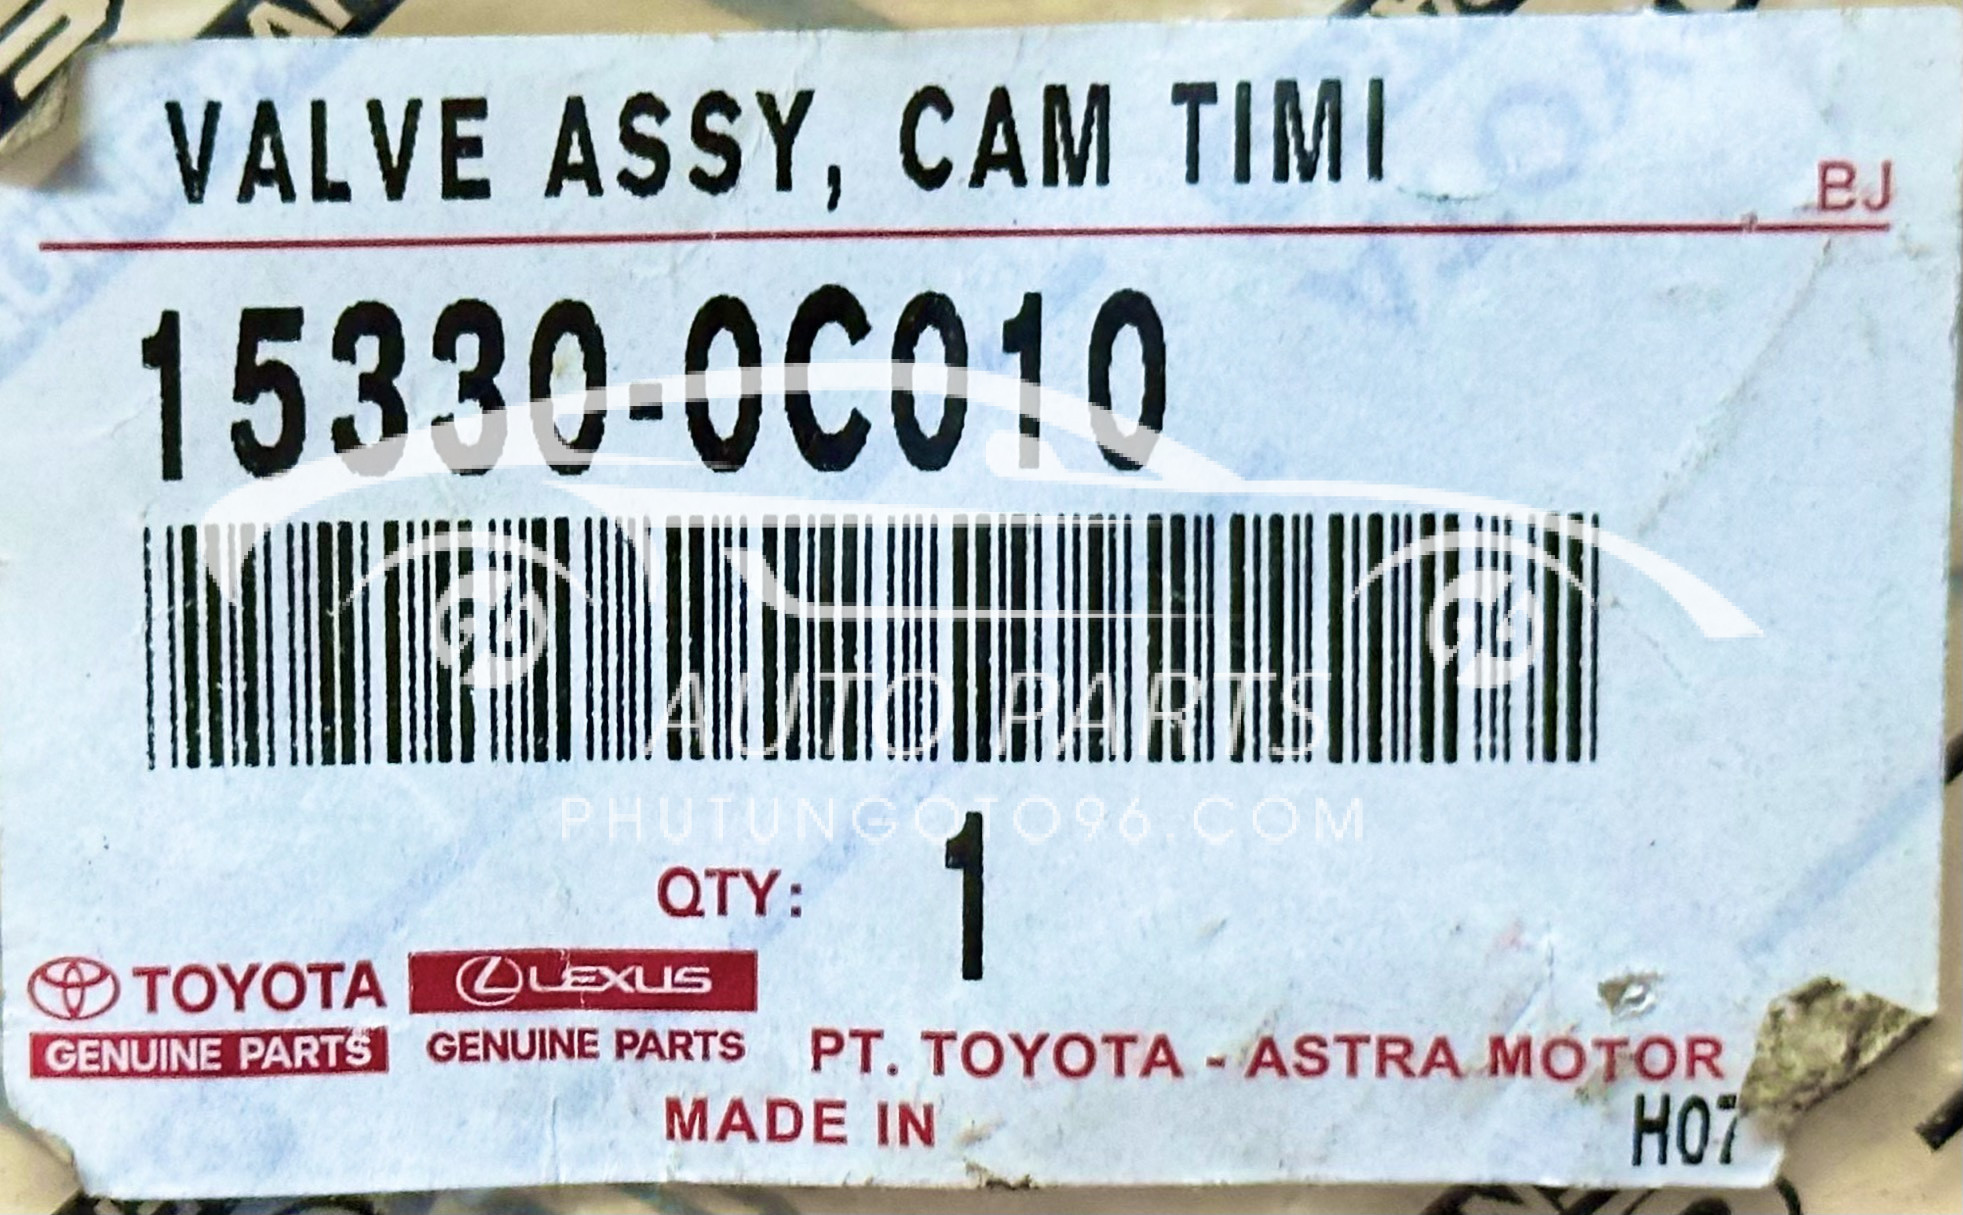 VALVE ASSY, CAM TIMI
BJ
15330-0C010
AUTO PARTS
PHUTUNGOTO96.COM
QTY: 1
TOYOTA
GENUINE PARTS
LEXUS
GENUINE PARTS
PT. TOYOTA - ASTRA MOTOR
MADE IN
H07